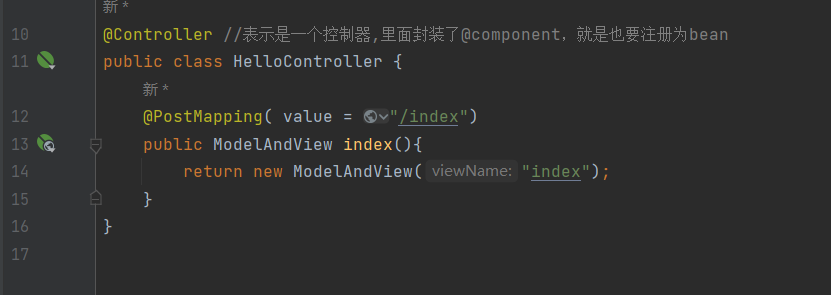 新 *
10 @Controller //表示是一个控制器,里面封装了@component，就是也要注册为bean
11 public class HelloController {
新 *
12 @PostMapping( value = "/index")
13 public ModelAndView index(){
14 return new ModelAndView( viewName: "index");
15 }
16 }
17